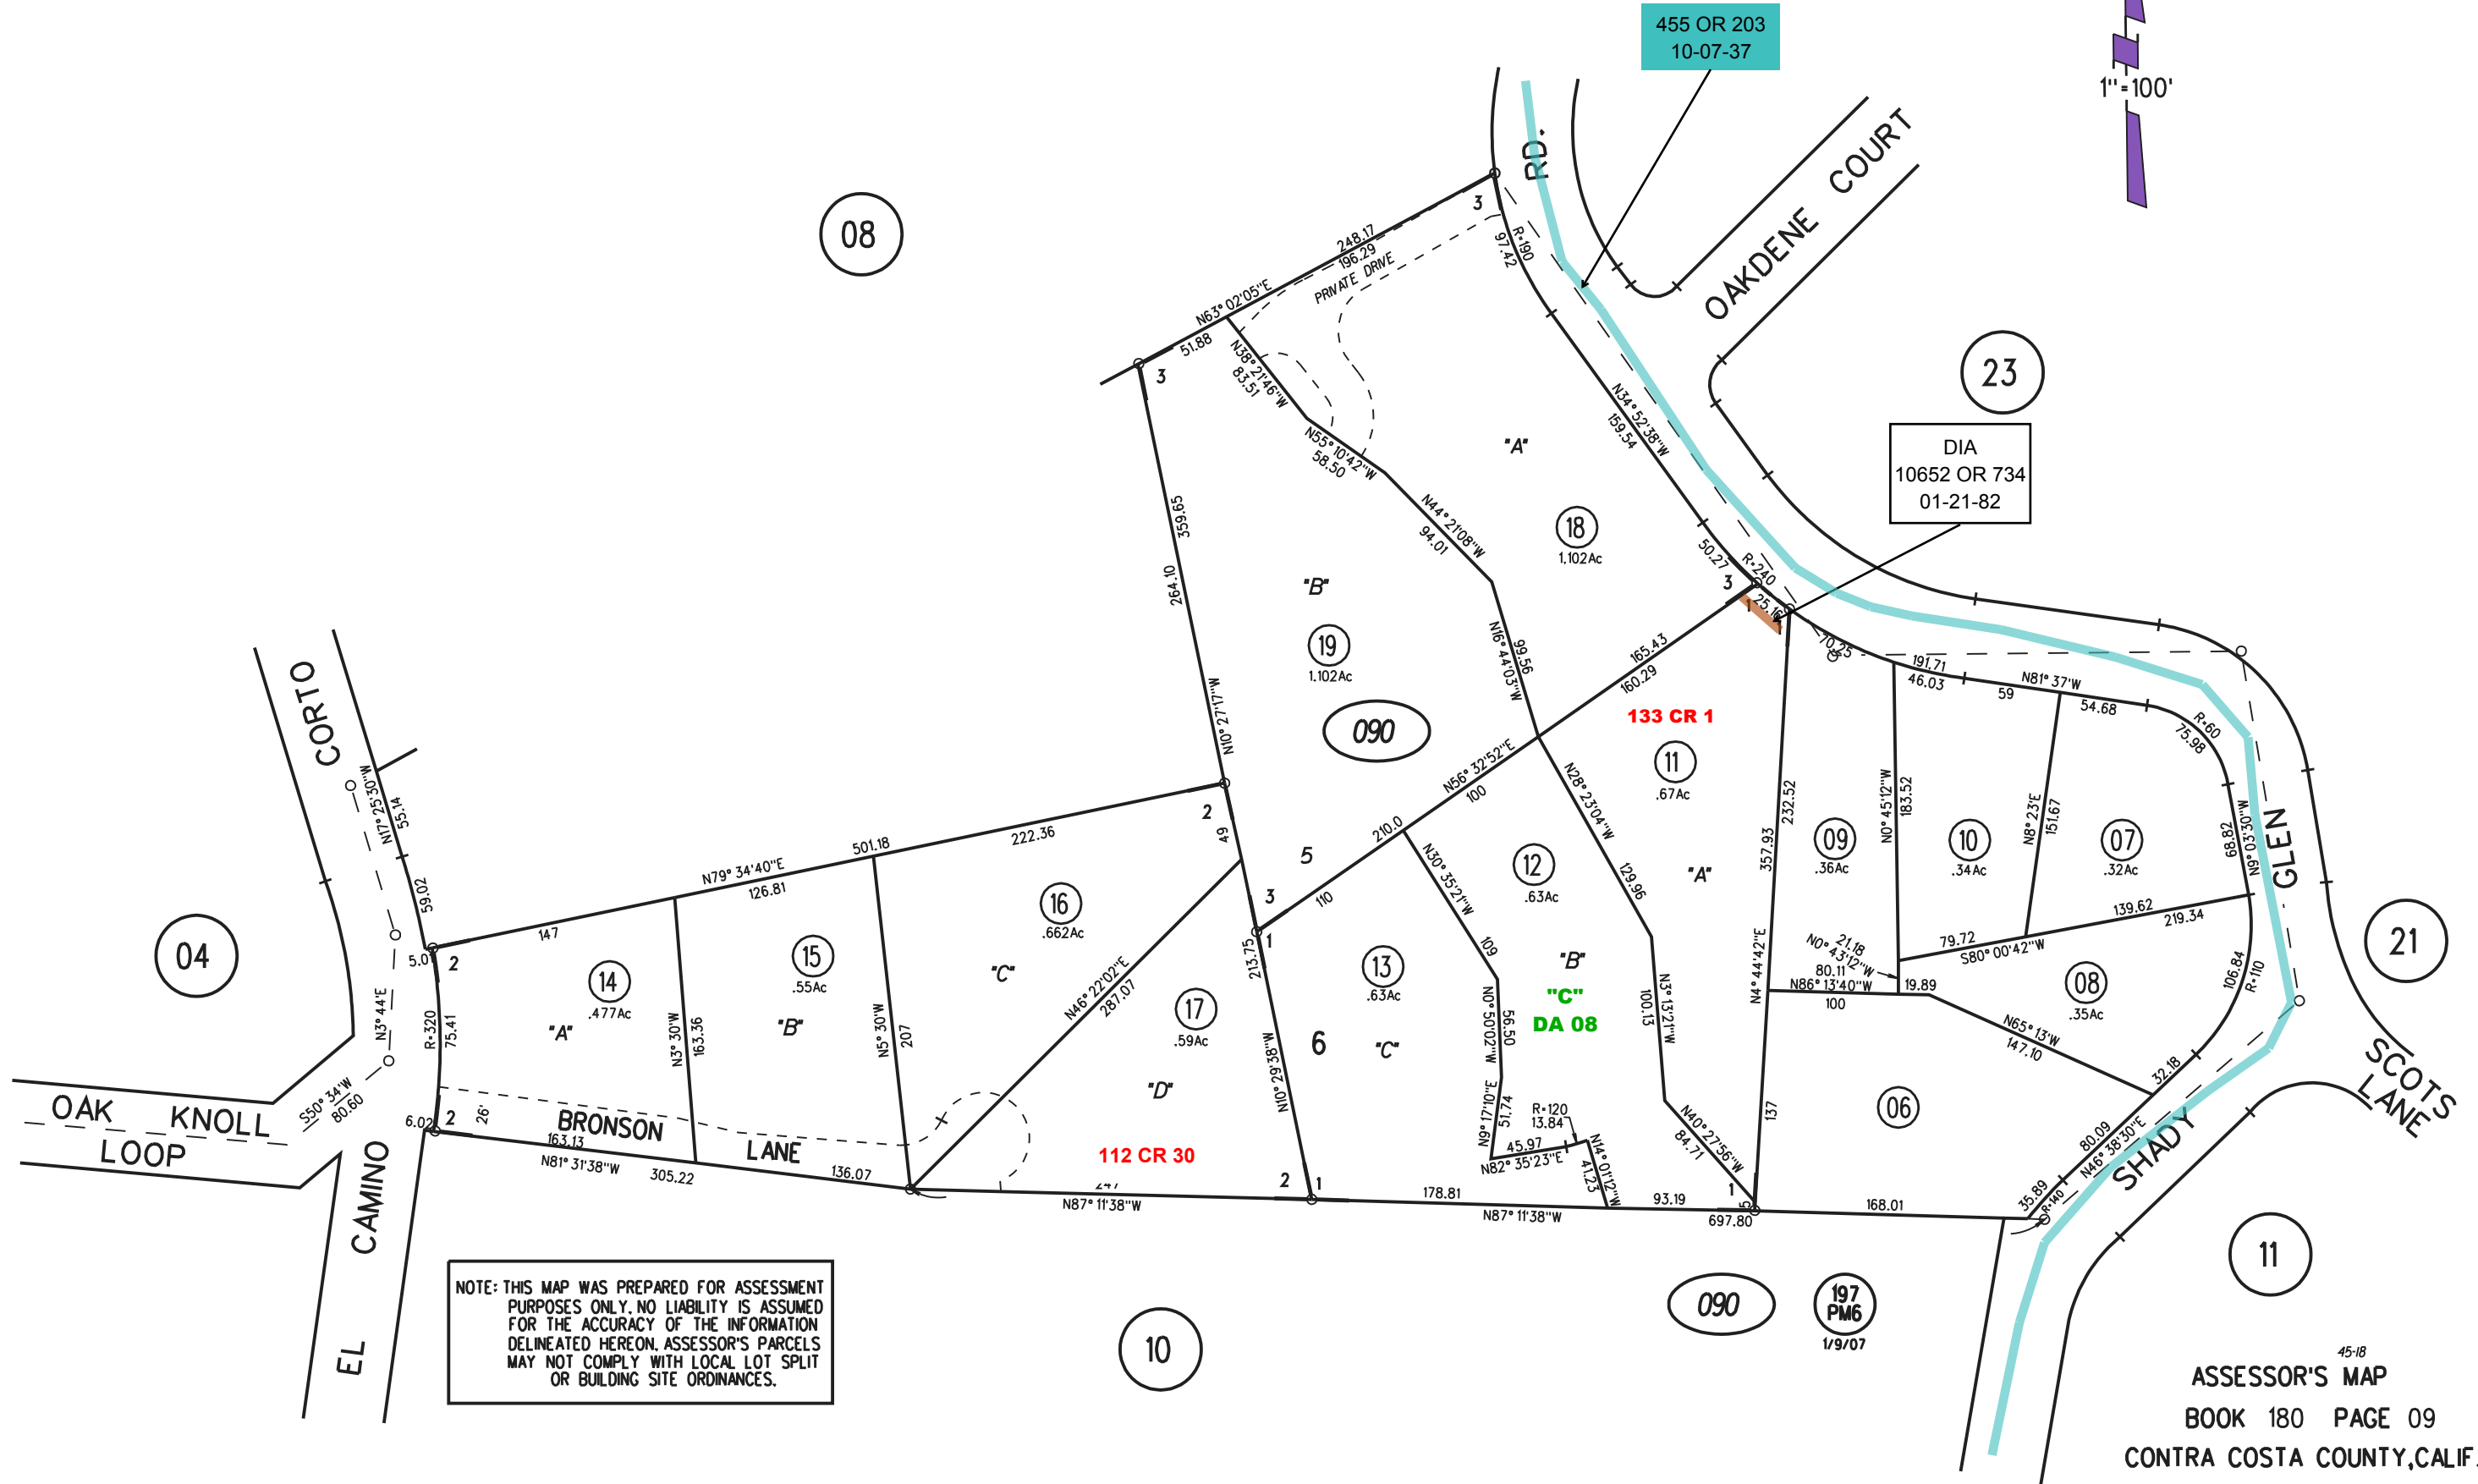 455 OR 203
10-07-37
1"=100'
RD.
OAKDENE COURT
08
3
248.17
196.29
PRIVATE DRIVE
N63° 02'05"E
51.88
3
R=190
97.42
N38° 21'46"W
83.51
N55° 10'42"W
58.50
"A"
N34° 52'38"W
159.54
23
DIA
10652 OR 734
01-21-82
359.65
264.10
N44° 21'08"W
94.01
18
1.102Ac
50.27
R=240
3
25.16
1
"B"
19
1.102Ac
N16° 44'03"W
99.56
165.43
160.29
70.25
191.71
46.03
N81° 37'W
59
54.68
R=60
75.98
N10° 27'17"W
090
133 CR 1
11
.67Ac
N56° 32'52"E
100
210.0
110
N28° 23'04"W
129.96
232.52
357.93
N4° 44'42"E
137
CORTO
N17° 25'30"W
55.14
59.02
5.01
2
04
N3° 44'E
R=320
75.41
S50° 34'W
80.60
6.02
2
26'
OAK KNOLL
LOOP
EL CAMINO
147
N79° 34'40"E
126.81
501.18
222.36
2
49
5
3
1
213.75
14
.477Ac
"A"
N3° 30'W
163.36
15
.55Ac
"B"
N5° 30'W
207
16
.662Ac
"C"
N46° 22'02"E
287.07
17
.59Ac
"D"
N10° 29'38"W
6
13
.63Ac
"C"
N30° 35'21"W
109
N0° 50'02"W
56.50
N9° 17'10"E
51.74
12
.63Ac
"B"
"C"
DA 08
"A"
N3° 13'21"W
100.13
R=120
13.84
45.97
N82° 35'23"E
N14° 01'12"W
41.23
N40° 27'56"W
84.71
09
.36Ac
N0° 45'12"W
183.52
10
.34Ac
N8° 23'E
151.67
07
.32Ac
68.82
N9° 03'30"W
GLEN
139.62
219.34
79.72
S80° 00'42"W
21.18
N0° 43'12"W
80.11
N86° 13'40"W
19.89
100
08
.35Ac
106.84
R=110
N65° 13'W
147.10
32.18
06
80.09
N46° 38'30"E
35.89
R=140
SHADY
SCOTS
LANE
21
11
BRONSON
LANE
163.13
N81° 31'38"W
305.22
136.07
112 CR 30
N87° 11'38"W
2
1
178.81
N87° 11'38"W
93.19
1
5
697.80
168.01
NOTE: THIS MAP WAS PREPARED FOR ASSESSMENT
PURPOSES ONLY. NO LIABILITY IS ASSUMED
FOR THE ACCURACY OF THE INFORMATION
DELINEATED HEREON. ASSESSOR'S PARCELS
MAY NOT COMPLY WITH LOCAL LOT SPLIT
OR BUILDING SITE ORDINANCES.
10
090
197
PM6
1/9/07
45-18
ASSESSOR'S MAP
BOOK 180 PAGE 09
CONTRA COSTA COUNTY,CALIF.